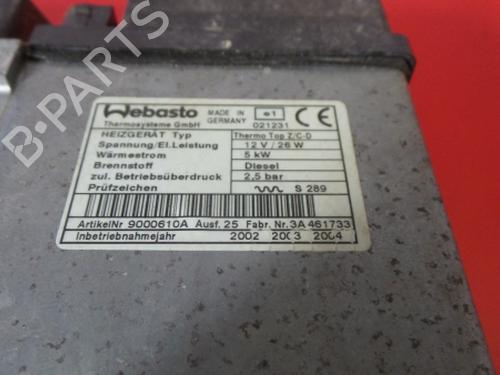 Webasto
Thermosysteme GmbH
MADE IN
GERMANY
e1
021231
CE
HEIZGERÄT Typ Thermo Top Z/C-D
Spannung/El.Leistung 12 V / 26 W
Wärmestrom 5 kW
Brennstoff Diesel
zul. Betriebsüberdruck 2,5 bar
Prüfzeichen S 289
ArtikelNr 9000610A Ausf. 25 Fabr. Nr. 3A 461733
Inbetriebnahmejahr 2002 2003 2004